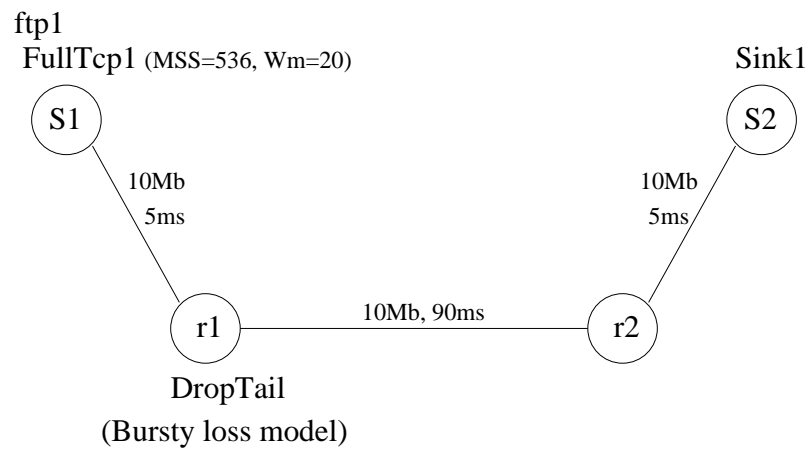 ftp1
FullTcp1 (MSS=536, Wm=20)
Sink1
S1
S2
10Mb
5ms
10Mb
5ms
10Mb, 90ms
r1
r2
DropTail
(Bursty loss model)